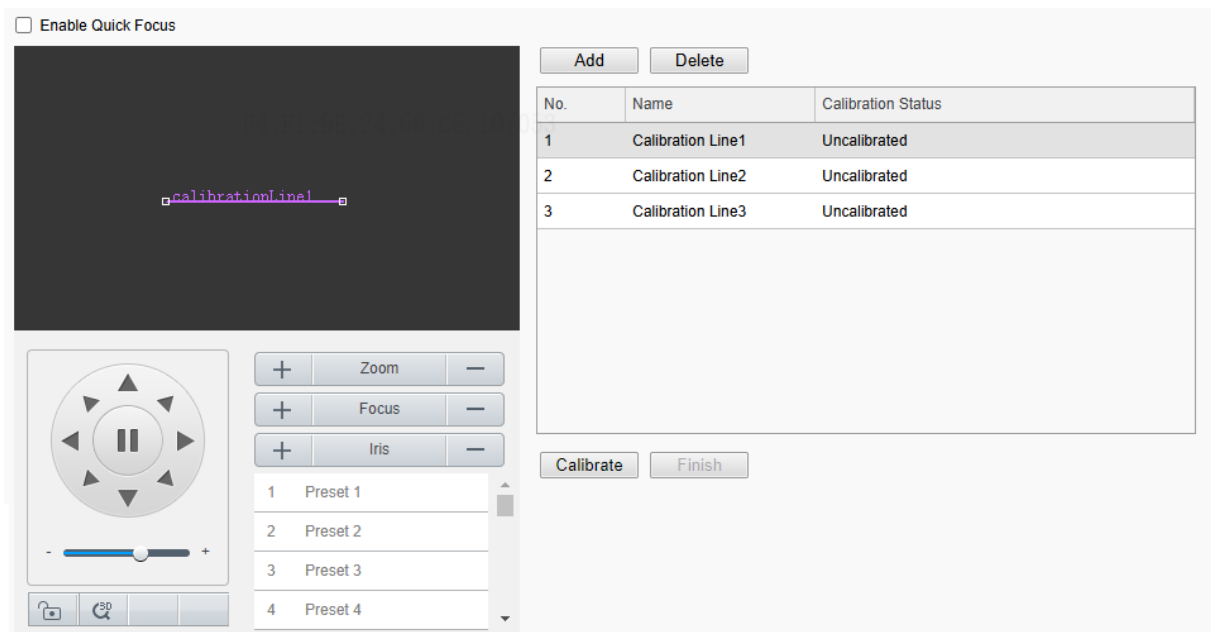 Enable Quick Focus
calibrationLine1
Zoom
Focus
Iris
1 Preset 1
2 Preset 2
3 Preset 3
4 Preset 4
- +
3D
Add Delete
No. Name Calibration Status
1 Calibration Line1 Uncalibrated
2 Calibration Line2 Uncalibrated
3 Calibration Line3 Uncalibrated
Calibrate Finish